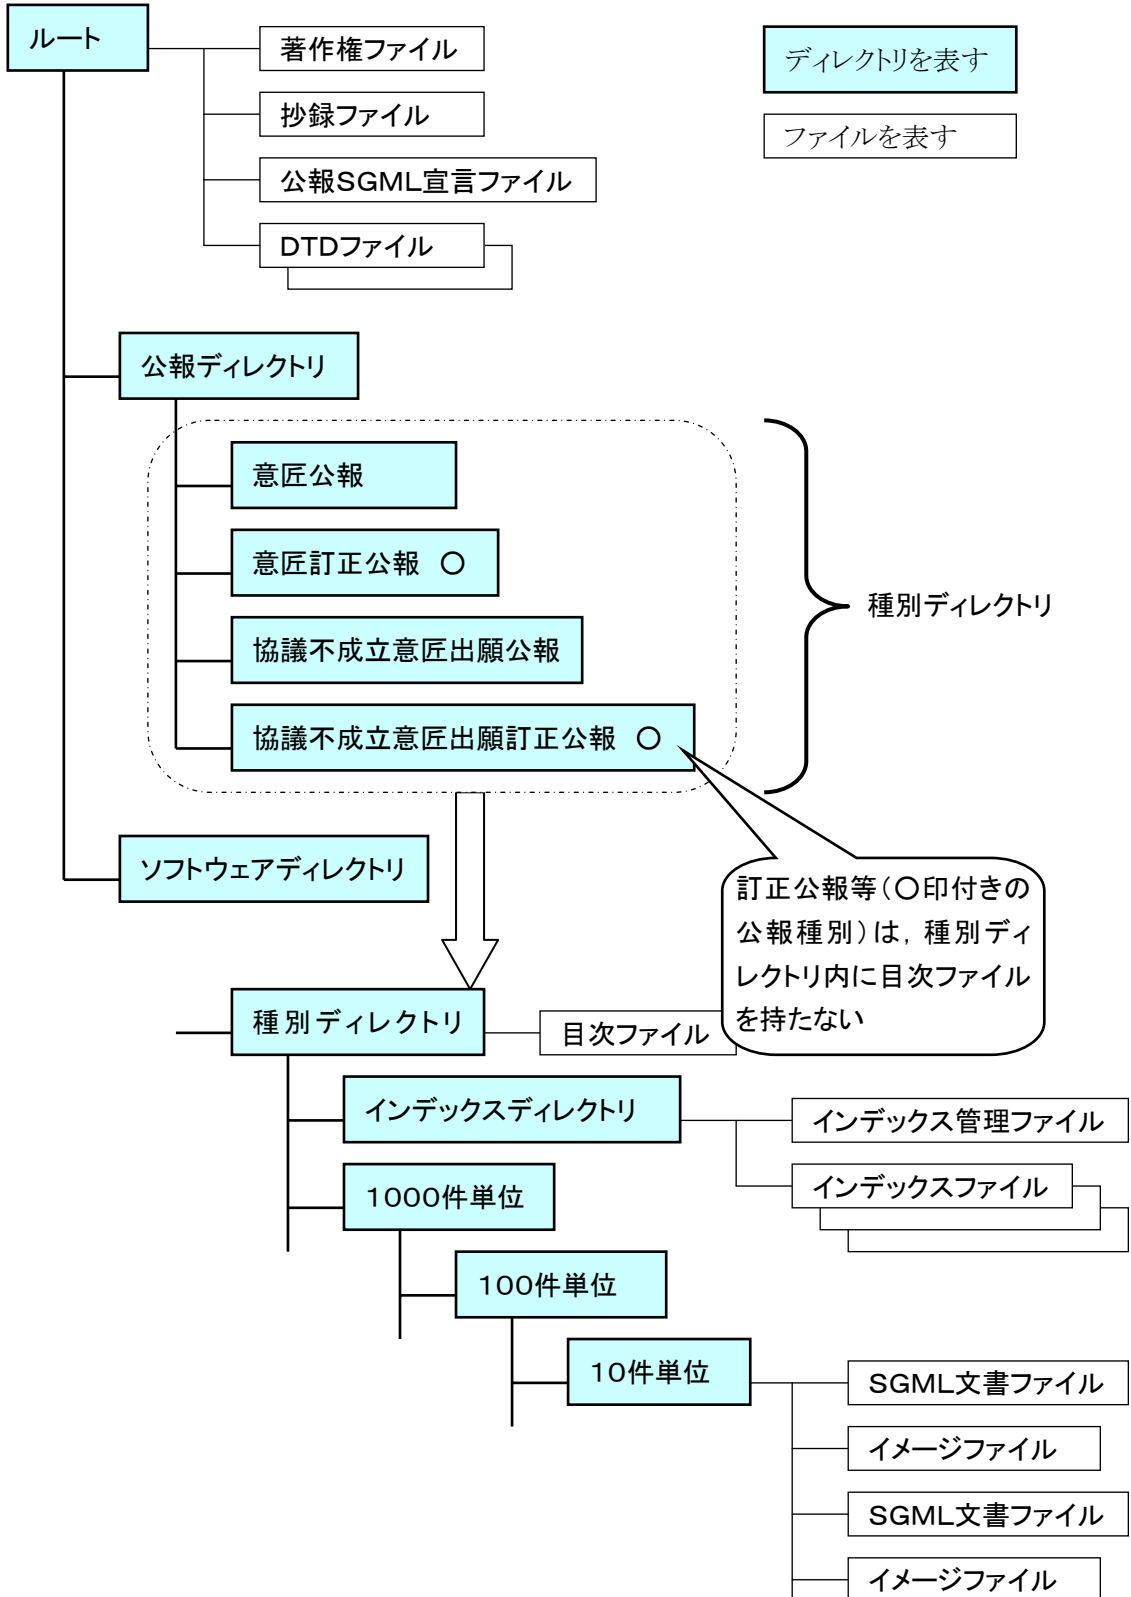 ルート
著作権ファイル
抄録ファイル
公報SGML宣言ファイル
DTDファイル
ディレクトリを表す
ファイルを表す
公報ディレクトリ
意匠公報
意匠訂正公報 〇
協議不成立意匠出願公報
協議不成立意匠出願訂正公報 〇
種別ディレクトリ
ソフトウェアディレクトリ
訂正公報等(〇印付きの
公報種別)は,種別ディ
レクトリ内に目次ファイル
を持たない
種別ディレクトリ
目次ファイル
インデックスディレクトリ
インデックス管理ファイル
インデックスファイル
1000件単位
100件単位
10件単位
SGML文書ファイル
イメージファイル
SGML文書ファイル
イメージファイル